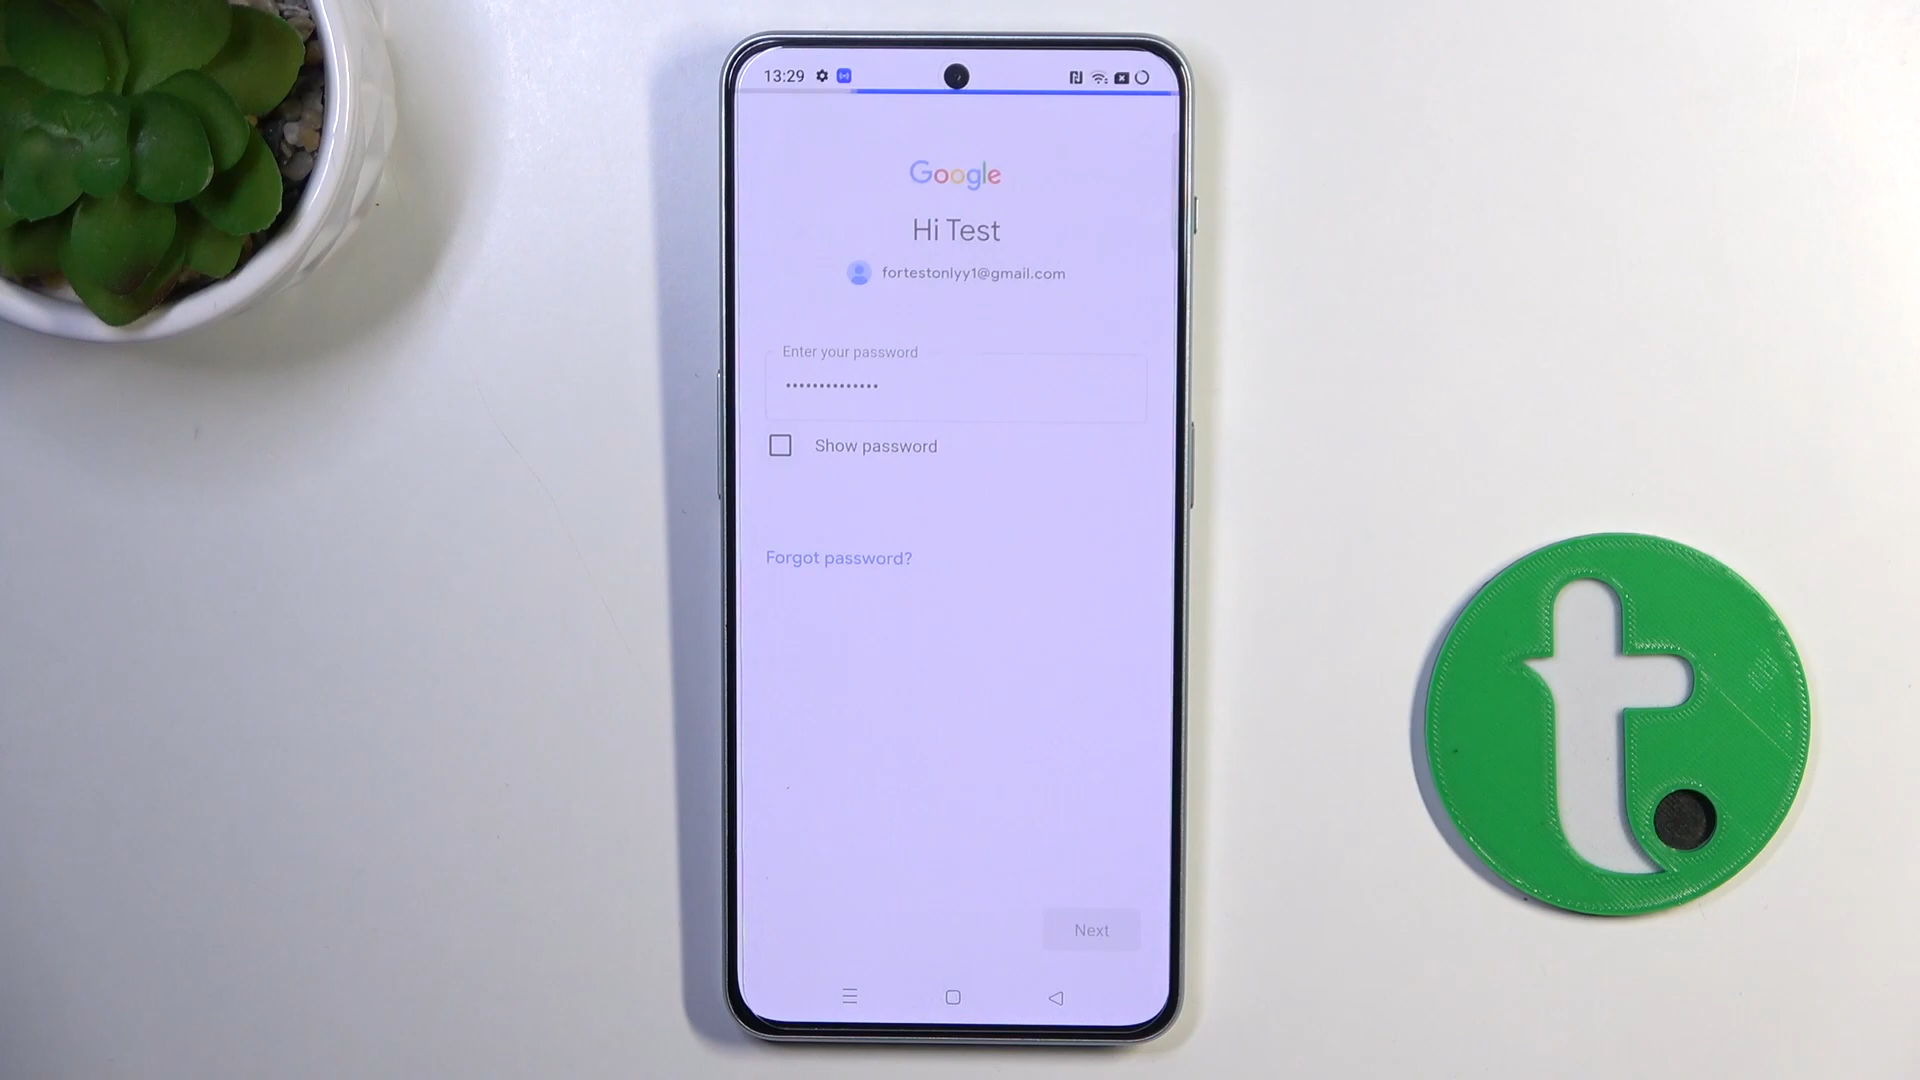 13:29
Google
Hi Test
fortestonlyy1@gmail.com
Enter your password
••••••••••••••
Show password
Forgot password?
Next
t